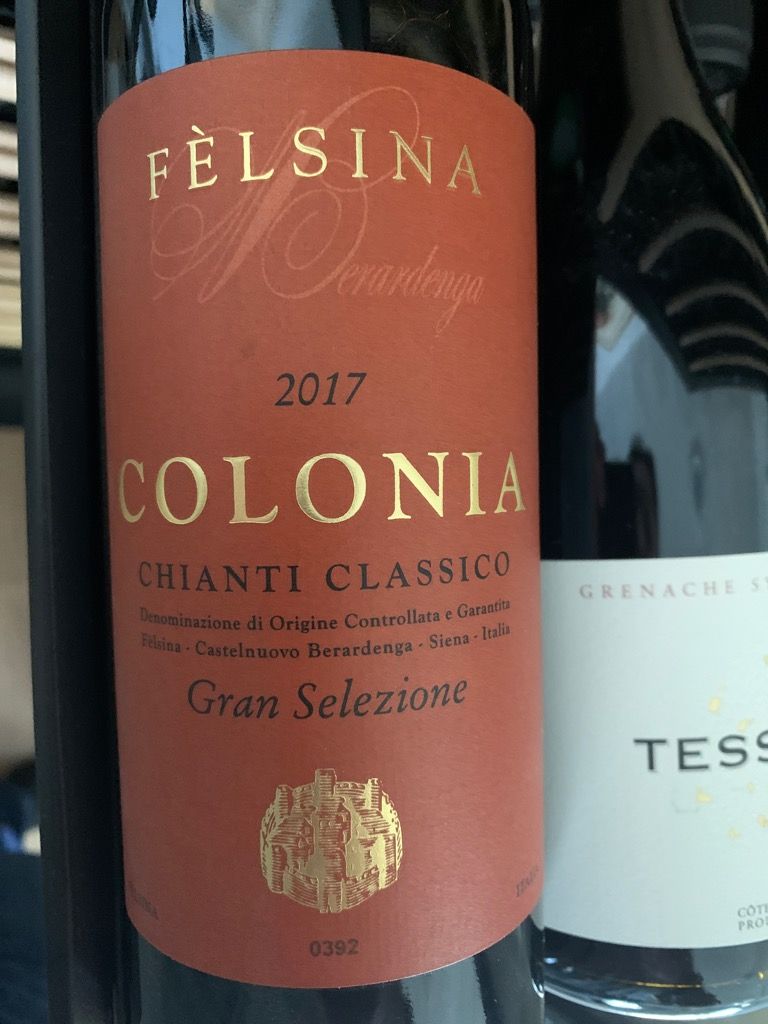 FÈLSINA
Berardenga
2017
COLONIA
CHIANTI CLASSICO
Denominazione di Origine Controllata e Garantita
Fèlsina - Castelnuovo Berardenga - Siena - Italia
Gran Selezione
0392
GRENACHE
TESS